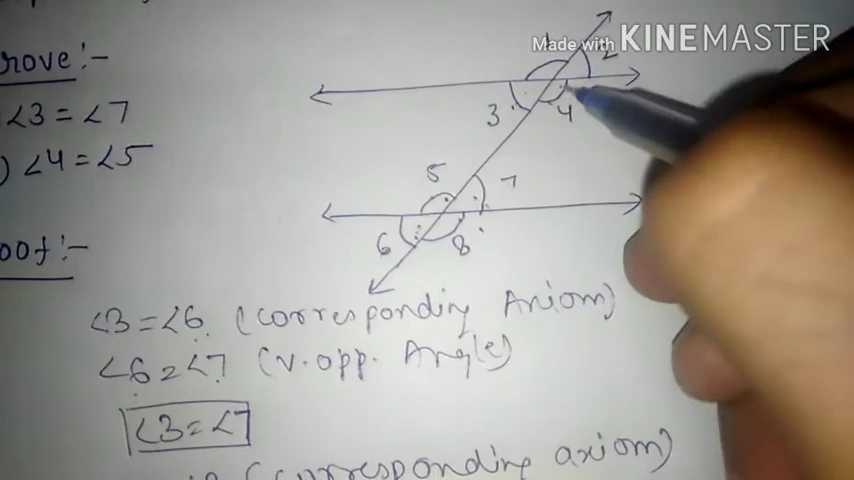 rove:-
<3 = <7
) <4 = <5
oof:-
Made with KINEMASTER
1
2
3
4
5
7
6
8
<3 = <6 (corresponding Axiom)
<6 = <7 (V. opp. Angle)
<3 = <7
(corresponding axiom)